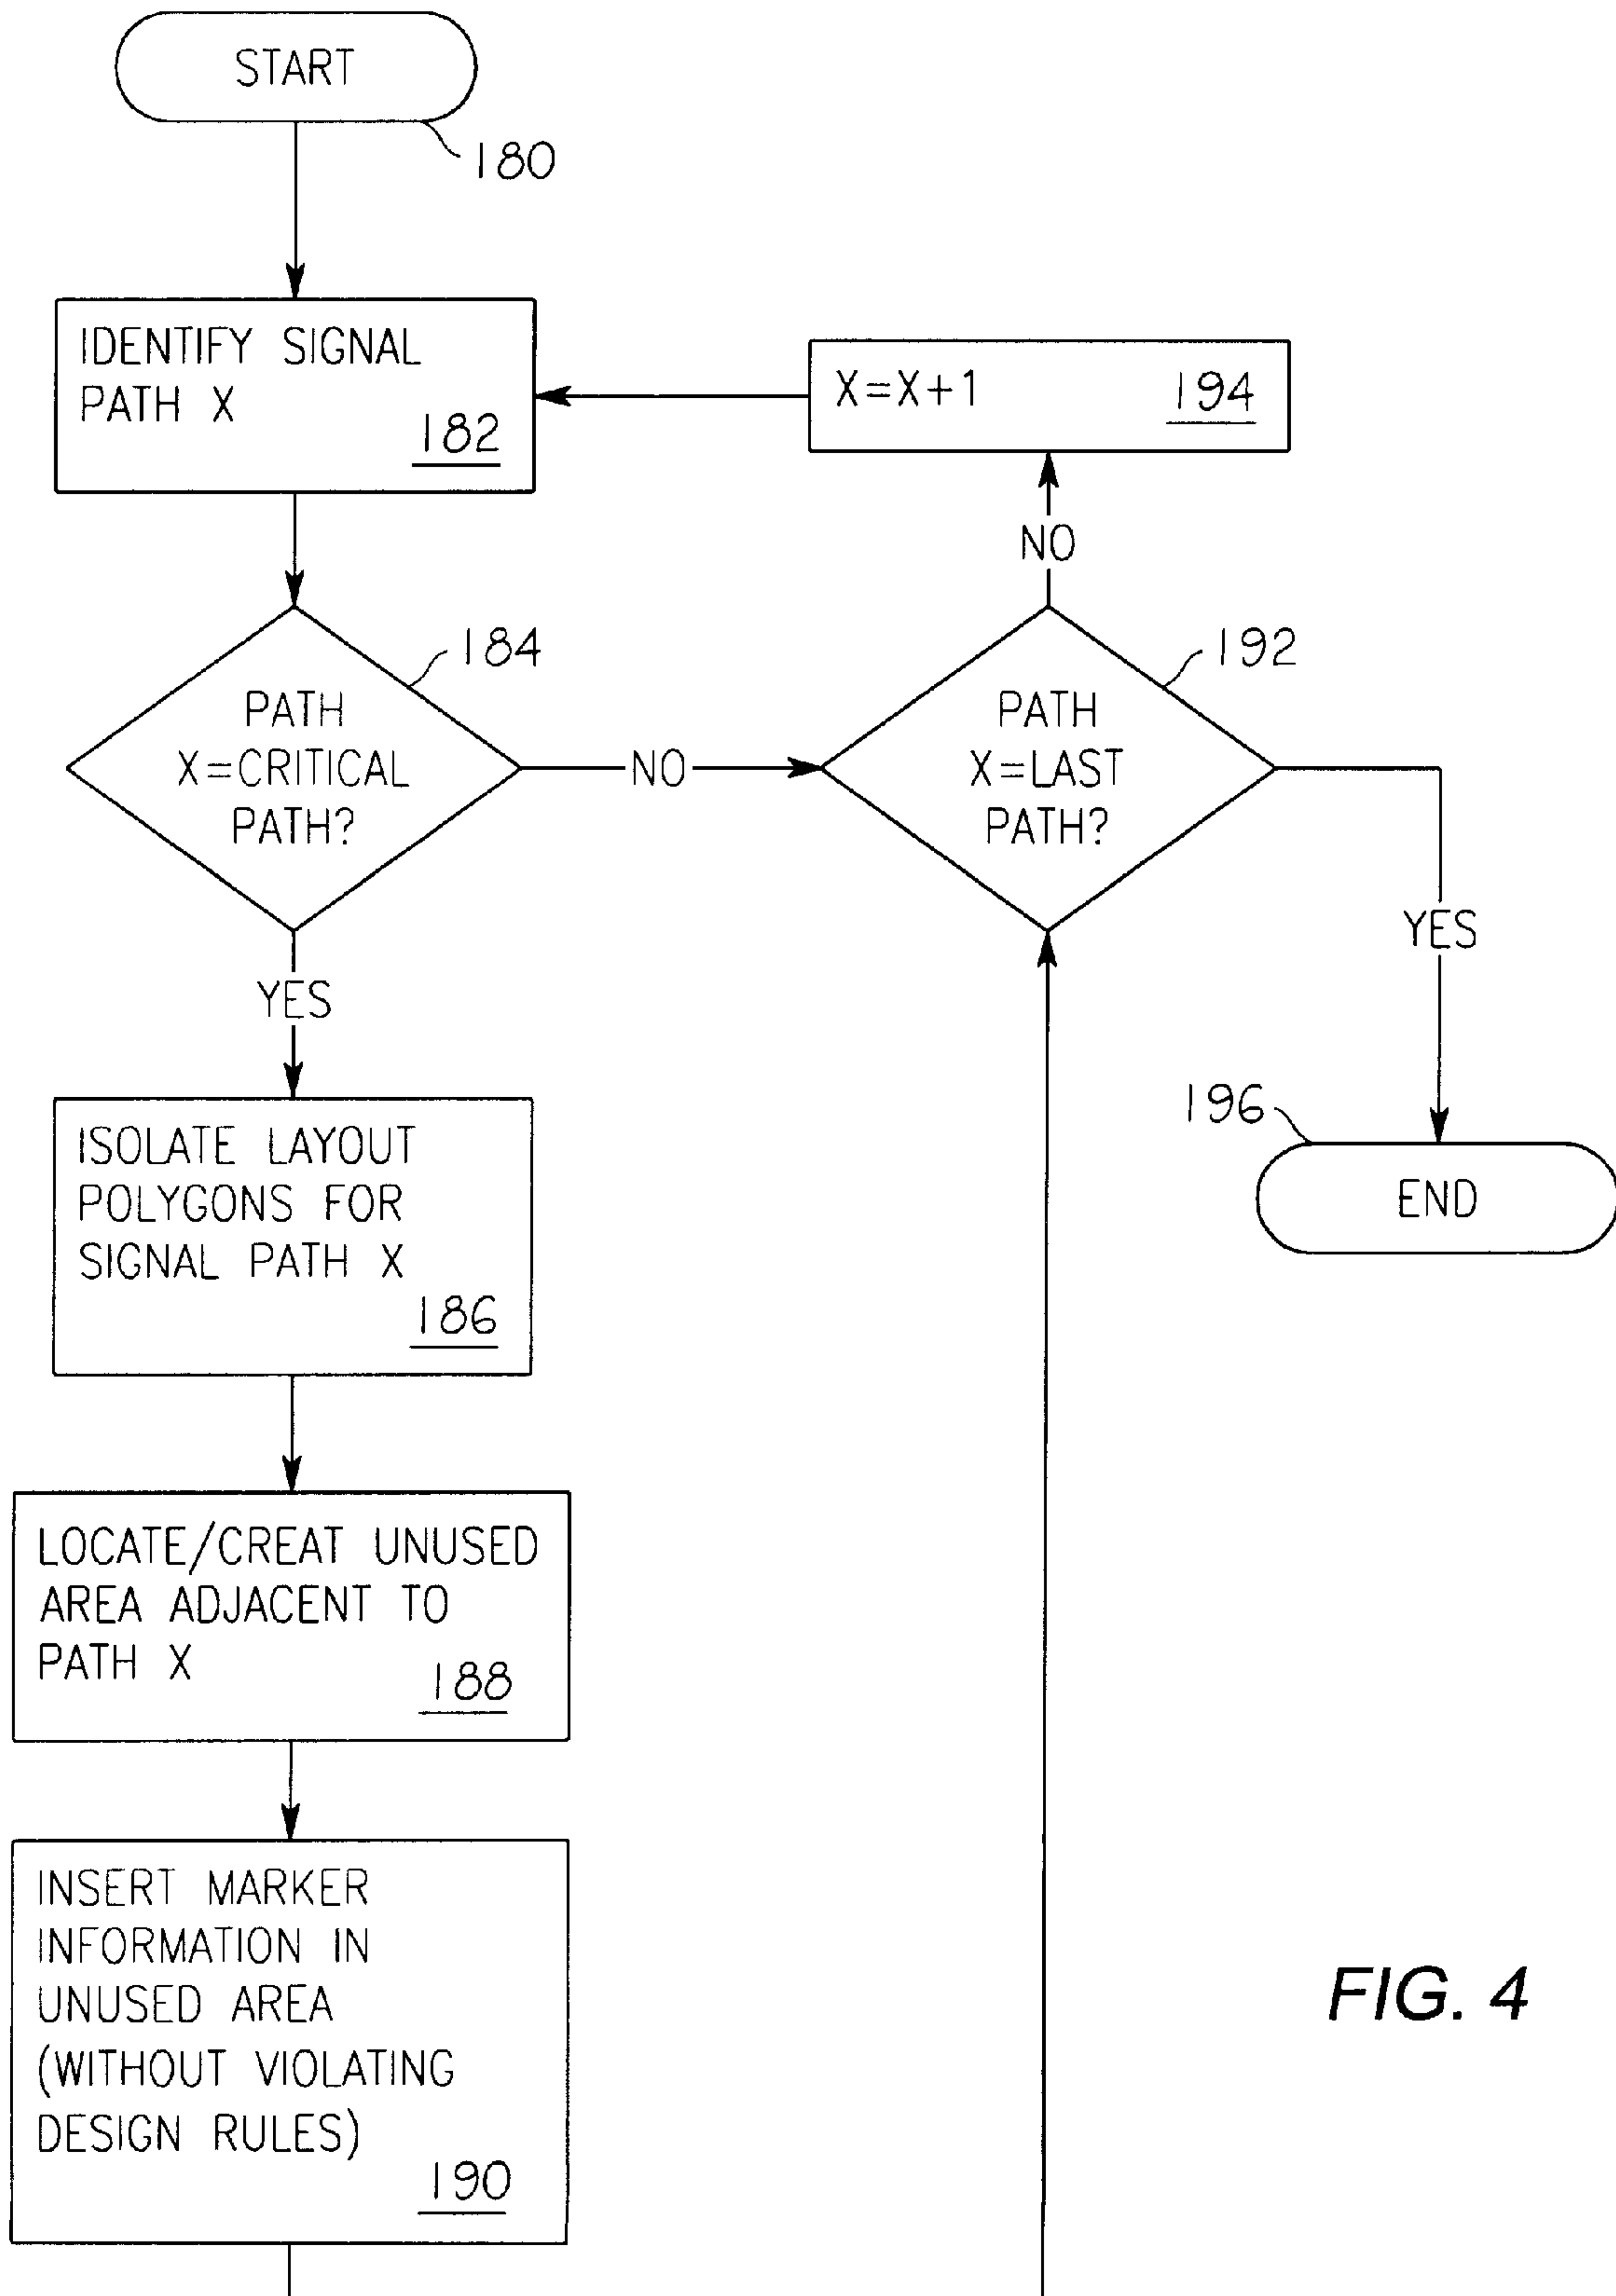 START
180
IDENTIFY SIGNAL
PATH X
182
X=X+1
194
NO
PATH
X=CRITICAL
PATH?
184
NO
PATH
X=LAST
PATH?
192
YES
YES
ISOLATE LAYOUT
POLYGONS FOR
SIGNAL PATH X
186
196
END
LOCATE/CREAT UNUSED
AREA ADJACENT TO
PATH X
188
INSERT MARKER
INFORMATION IN
UNUSED AREA
(WITHOUT VIOLATING
DESIGN RULES)
190
FIG. 4